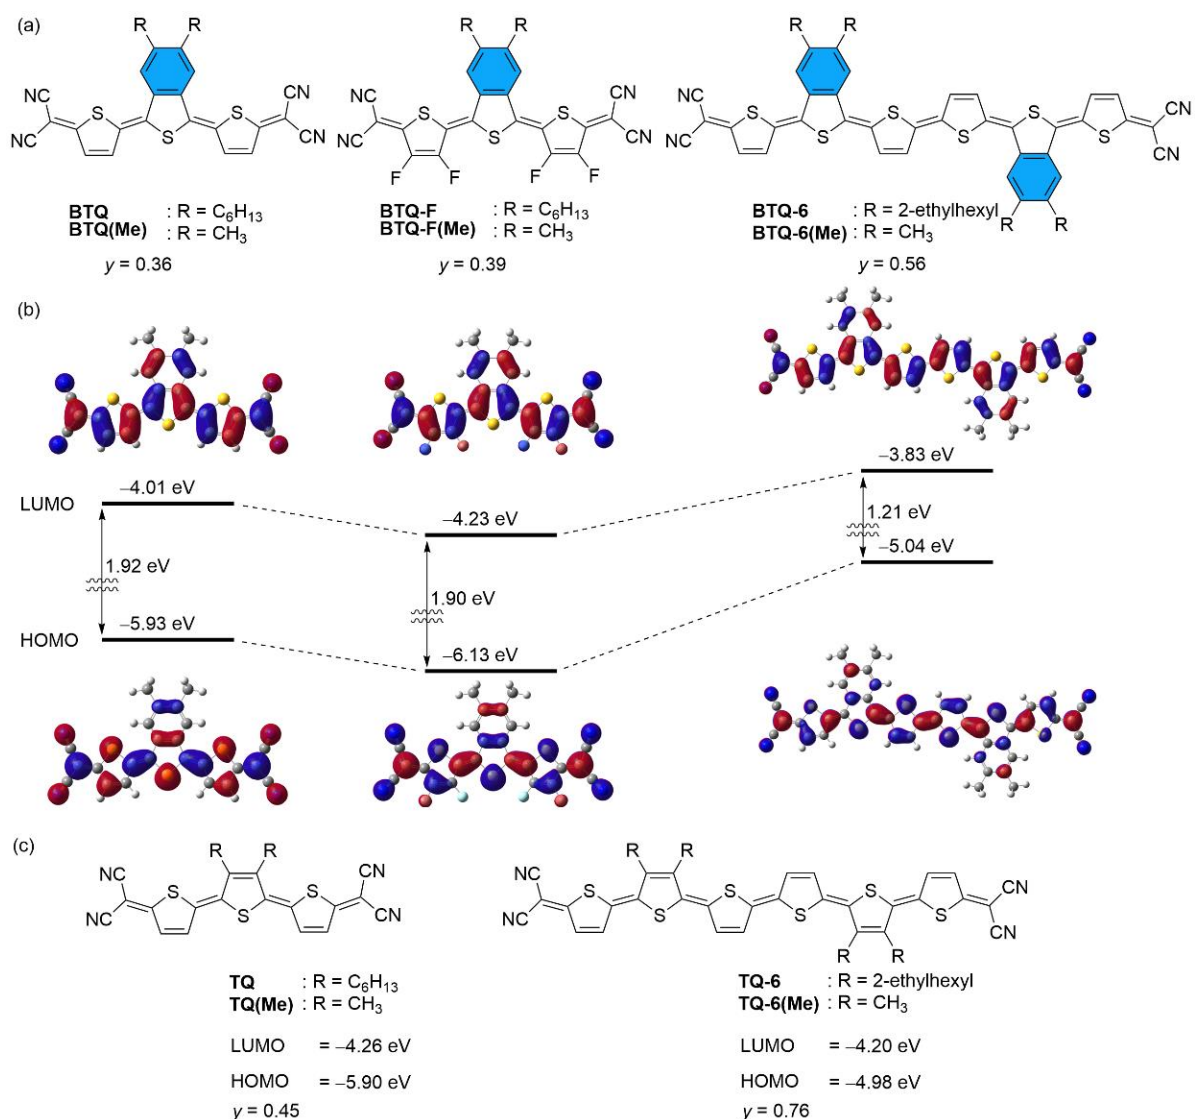 (a)
R R
NC
NC
S
S
S
CN
CN
BTQ : R = C6H13
BTQ(Me) : R = CH3
y = 0.36
R R
NC
NC
S
S
S
CN
CN
F F F F
BTQ-F : R = C6H13
BTQ-F(Me) : R = CH3
y = 0.39
R R
NC
NC
S
S
S
S
S
S
CN
CN
R R
BTQ-6 : R = 2-ethylhexyl
BTQ-6(Me) : R = CH3
y = 0.56
(b)
LUMO
−4.01 eV
1.92 eV
HOMO
−5.93 eV
−4.23 eV
1.90 eV
−6.13 eV
−3.83 eV
1.21 eV
−5.04 eV
(c)
R R
NC
NC
S
S
S
CN
CN
TQ : R = C6H13
TQ(Me) : R = CH3
LUMO = −4.26 eV
HOMO = −5.90 eV
y = 0.45
R R
NC
NC
S
S
S
S
S
S
CN
CN
R R
TQ-6 : R = 2-ethylhexyl
TQ-6(Me) : R = CH3
LUMO = −4.20 eV
HOMO = −4.98 eV
y = 0.76